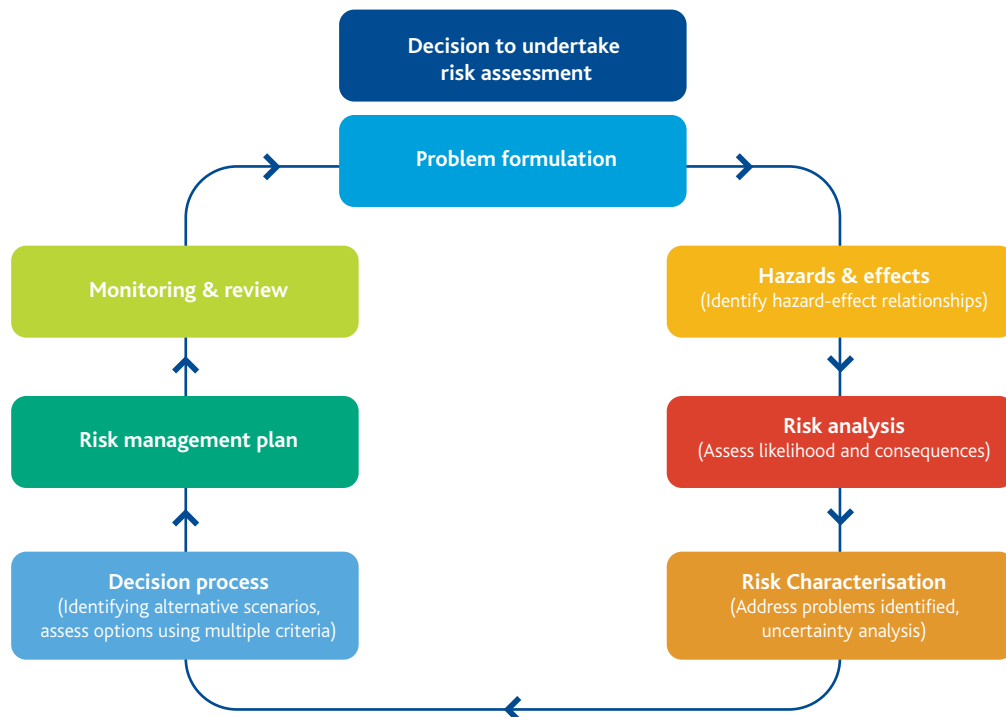 Decision to undertake
risk assessment
Problem formulation
Hazards & effects
(Identify hazard-effect relationships)
Risk analysis
(Assess likelihood and consequences)
Risk Characterisation
(Address problems identified,
uncertainty analysis)
Decision process
(Identifying alternative scenarios,
assess options using multiple criteria)
Risk management plan
Monitoring & review